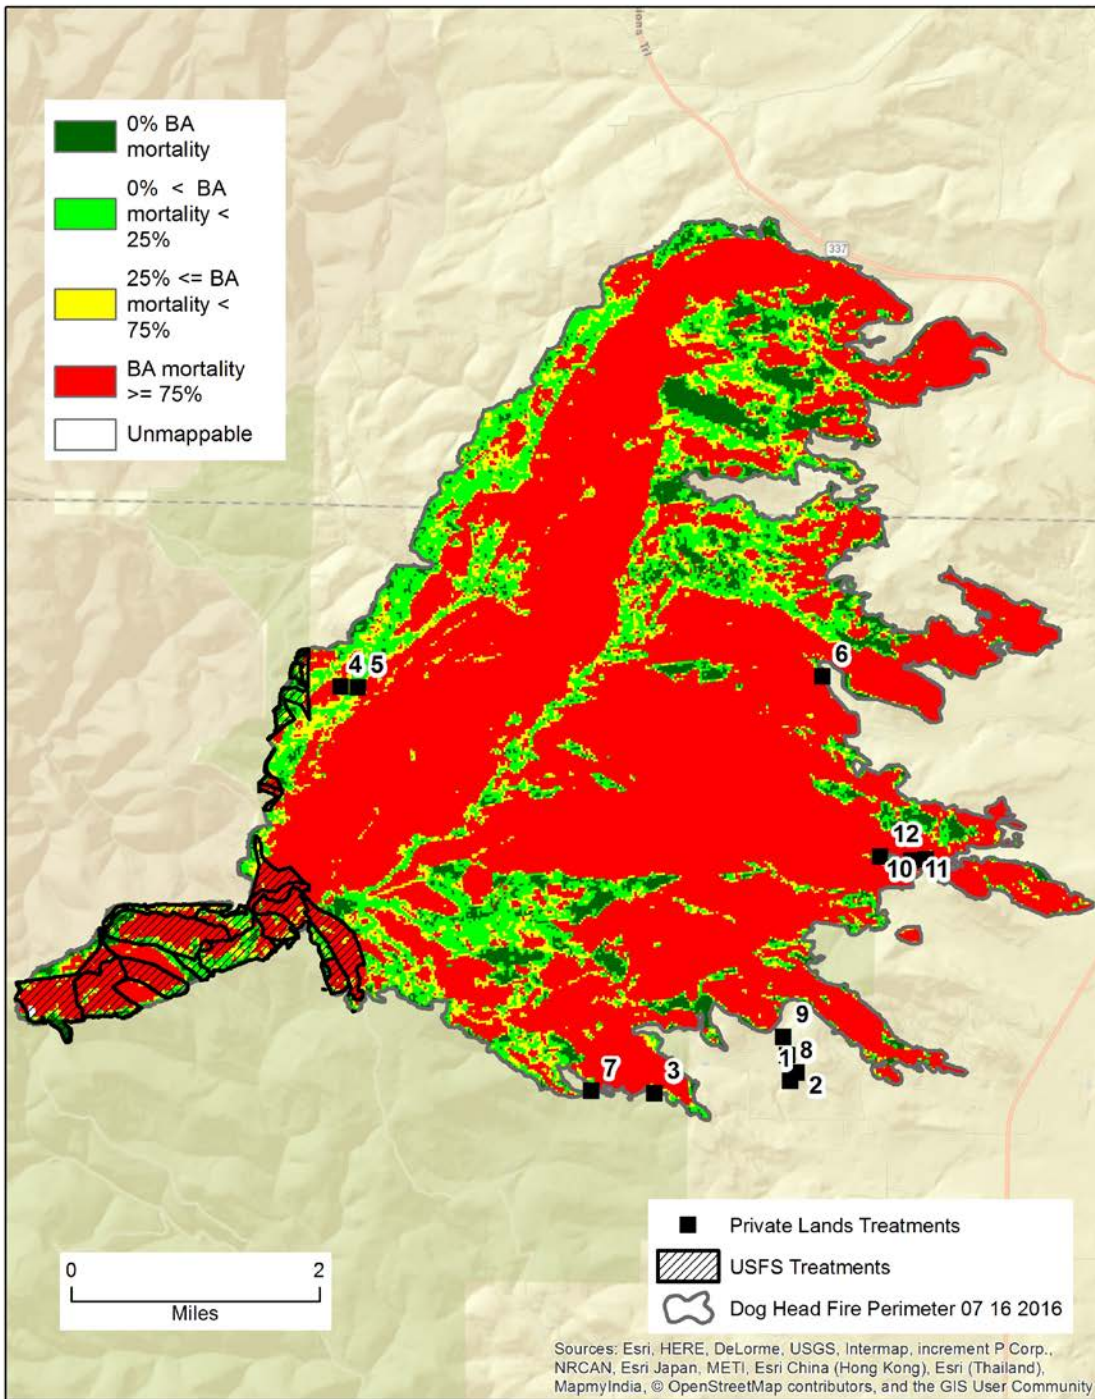 ions Trl
0% BA
mortality
0% < BA
mortality <
25%
25% <= BA
mortality <
75%
BA mortality
>= 75%
Unmappable
337
4 5
6
12
10 11
9
1 8
2
7
3
0 2
Miles
Private Lands Treatments
USFS Treatments
Dog Head Fire Perimeter 07 16 2016
Sources: Esri, HERE, DeLorme, USGS, Intermap, increment P Corp.,
NRCAN, Esri Japan, METI, Esri China (Hong Kong), Esri (Thailand),
MapmyIndia, © OpenStreetMap contributors, and the GIS User Community